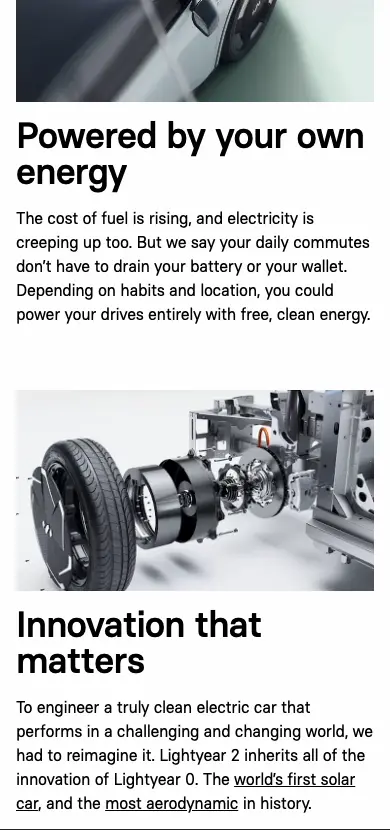 Powered by your own
energy
The cost of fuel is rising, and electricity is
creeping up too. But we say your daily commutes
don't have to drain your battery or your wallet.
Depending on habits and location, you could
power your drives entirely with free, clean energy.
Innovation that
matters
To engineer a truly clean electric car that
performs in a challenging and changing world, we
had to reimagine it. Lightyear 2 inherits all of the
innovation of Lightyear 0. The world's first solar
car, and the most aerodynamic in history.